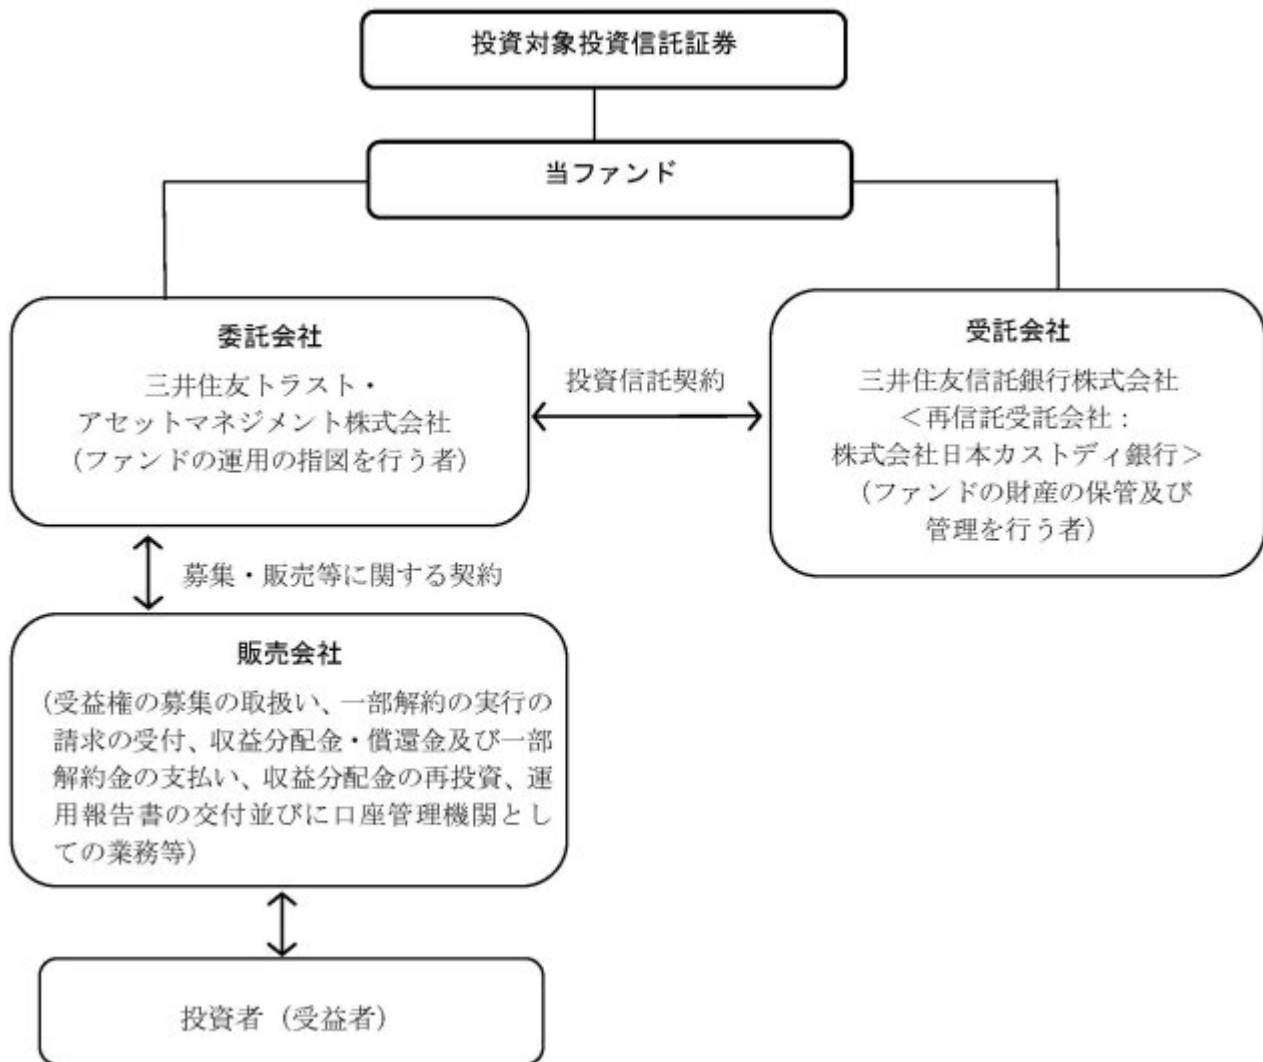 投資対象投資信託証券
当ファンド
委託会社
三井住友トラスト・
アセットマネジメント株式会社
（ファンドの運用の指図を行う者）
投資信託契約
受託会社
三井住友信託銀行株式会社
＜再信託受託会社：
株式会社日本カストディ銀行＞
（ファンドの財産の保管及び
管理を行う者）
募集・販売等に関する契約
販売会社
（受益権の募集の取扱い、一部解約の実行の
請求の受付、収益分配金・償還金及び一部
解約金の支払い、収益分配金の再投資、運
用報告書の交付並びに口座管理機関とし
ての業務等）
投資者（受益者）